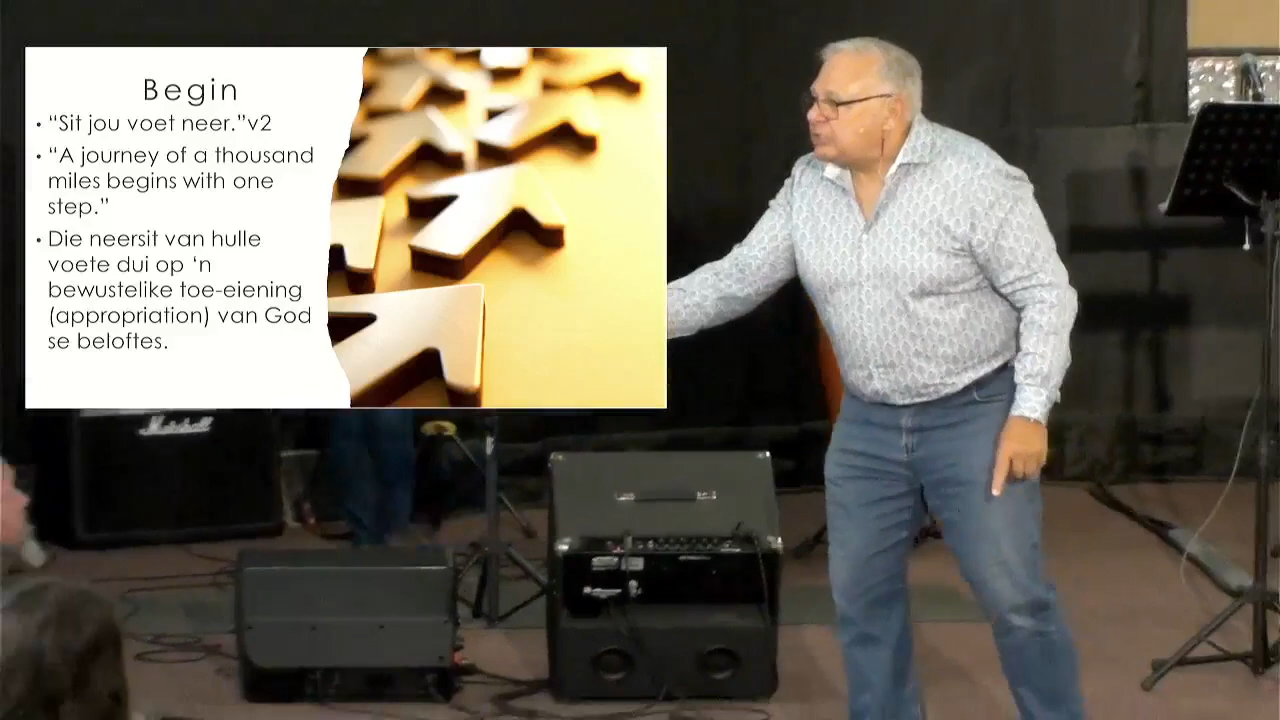 Begin
• “Sit jou voet neer.”v2
• “A journey of a thousand
miles begins with one
step.”
• Die neersit van hulle
voete dui op ‘n
bewustelike toe-eiening
(appropriation) van God
se beloftes.
Marshall